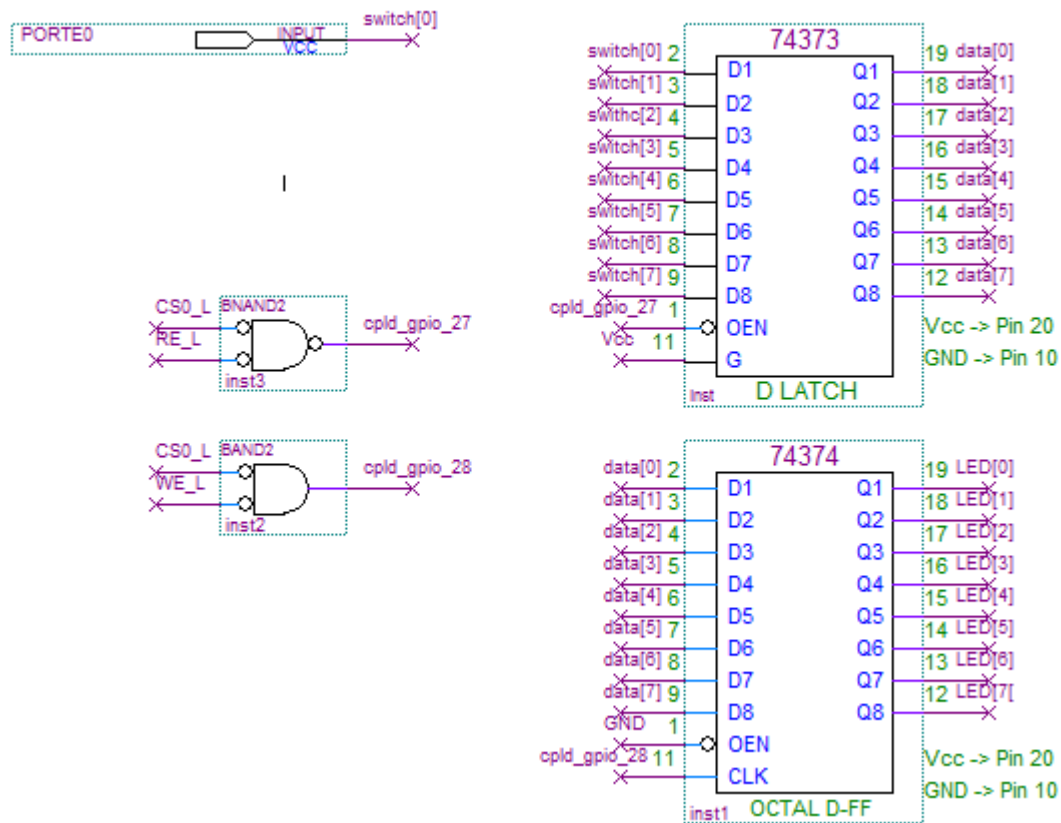 PORTE0
INPUT
VCC
switch[0]
CS0_L
RE_L
BNAND2
inst3
cpld_gpio_27
CS0_L
WE_L
BAND2
inst2
cpld_gpio_28
74373
switch[0] 2 D1 Q1 19 data[0]
switch[1] 3 D2 Q2 18 data[1]
swithc[2] 4 D3 Q3 17 data[2]
switch[3] 5 D4 Q4 16 data[3]
switch[4] 6 D5 Q5 15 data[4]
switch[5] 7 D6 Q6 14 data[5]
switch[6] 8 D7 Q7 13 data[6]
switch[7] 9 D8 Q8 12 data[7]
cpld_gpio_27 1 OEN
Vcc 11 G
Vcc -> Pin 20
GND -> Pin 10
inst
D LATCH
74374
data[0] 2 D1 Q1 19 LED[0]
data[1] 3 D2 Q2 18 LED[1]
data[2] 4 D3 Q3 17 LED[2]
data[3] 5 D4 Q4 16 LED[3]
data[4] 6 D5 Q5 15 LED[4]
data[5] 7 D6 Q6 14 LED[5]
data[6] 8 D7 Q7 13 LED[6]
data[7] 9 D8 Q8 12 LED[7[
GND 1 OEN
cpld_gpio_28 11 CLK
Vcc -> Pin 20
GND -> Pin 10
inst1
OCTAL D-FF